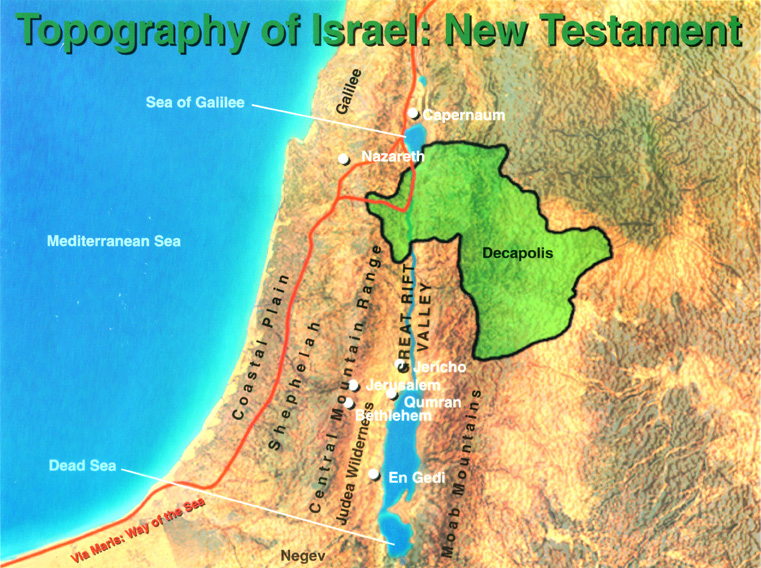 Topography of Israel: New Testament
Galilee
Sea of Galilee
Capernaum
Nazareth
Mediterranean Sea
Decapolis
Coastal Plain
Shephelah
Central Mountain Range
GREAT RIFT
VALLEY
Jericho
Jerusalem
Qumran
Bethlehem
Judea Wilderness
Moab Mountains
Dead Sea
En Gedi
Via Maris: Way of the Sea
Negev